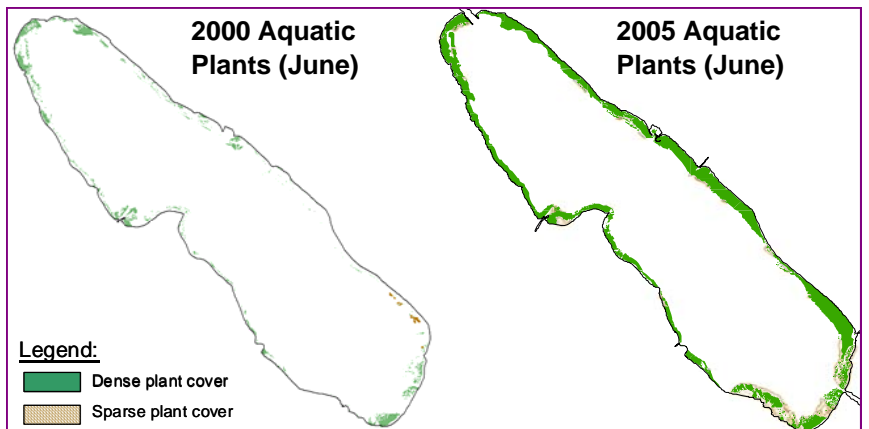 2000 Aquatic
Plants (June)
2005 Aquatic
Plants (June)
Legend:
Dense plant cover
Sparse plant cover